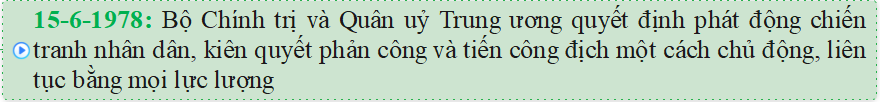 15-6-1978: Bộ Chính trị và Quân uỷ Trung ương quyết định phát động chiến
tranh nhân dân, kiên quyết phản công và tiến công địch một cách chủ động, liên
tục bằng mọi lực lượng